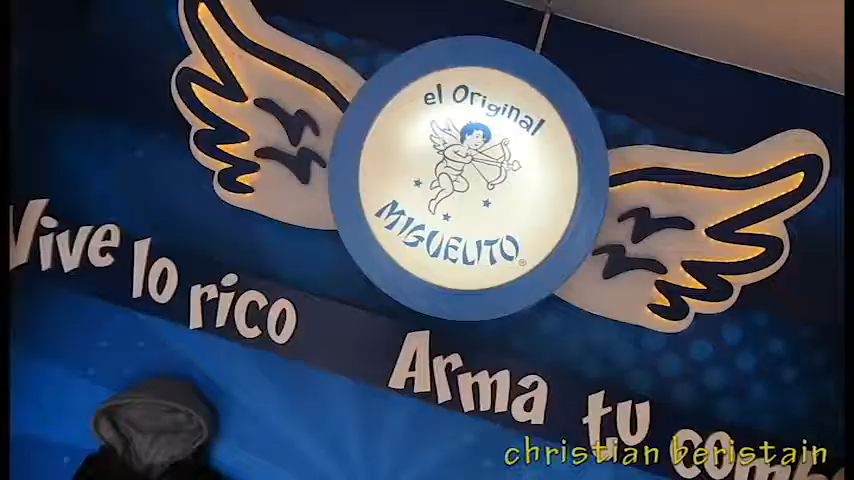 el Original
MIGUELITO®
Vive lo rico
Arma tu
christian beristain